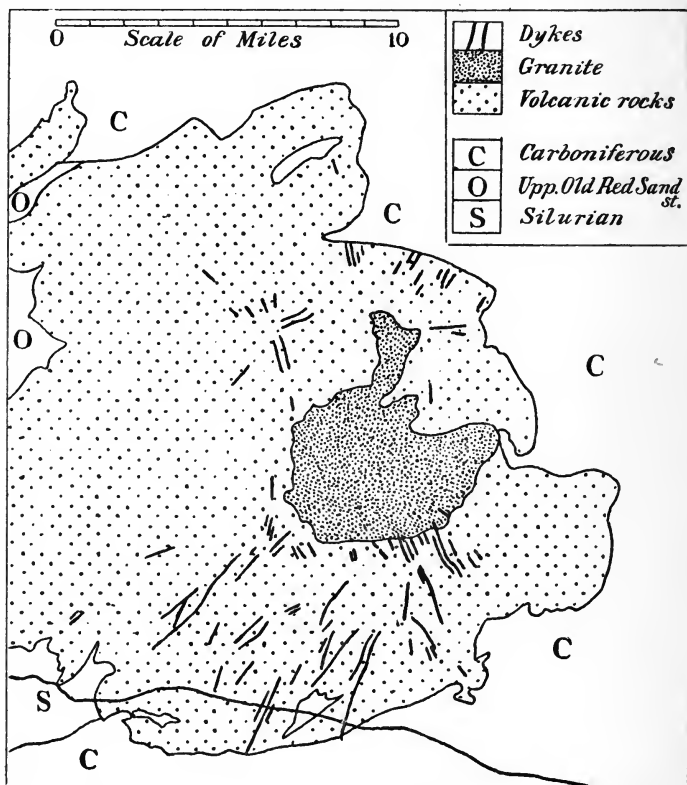 0 Scale of Miles 10
Dykes
Granite
Volcanic rocks
C Carboniferous
O Upp. Old Red Sand
st.
S Silurian
C
O
C
O
C
C
S
C